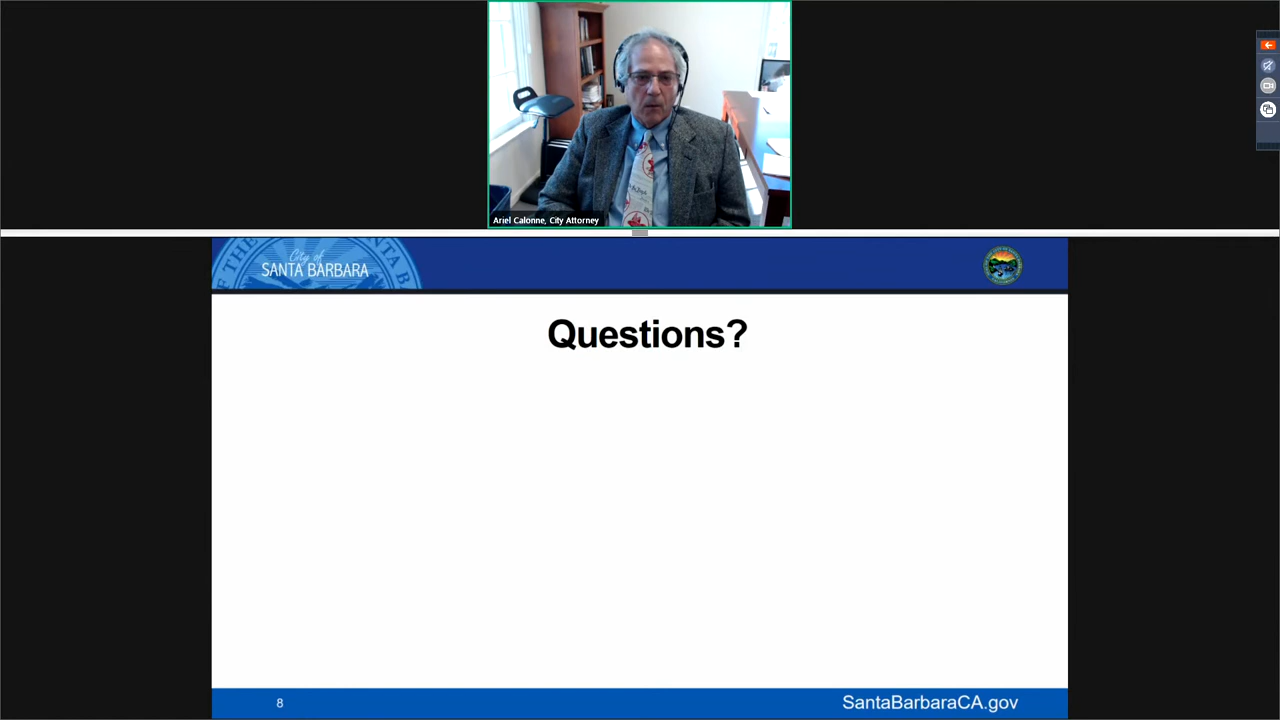 Ariel Calonne, City Attorney
City of
SANTA BARBARA
Questions?
8
SantaBarbaraCA.gov